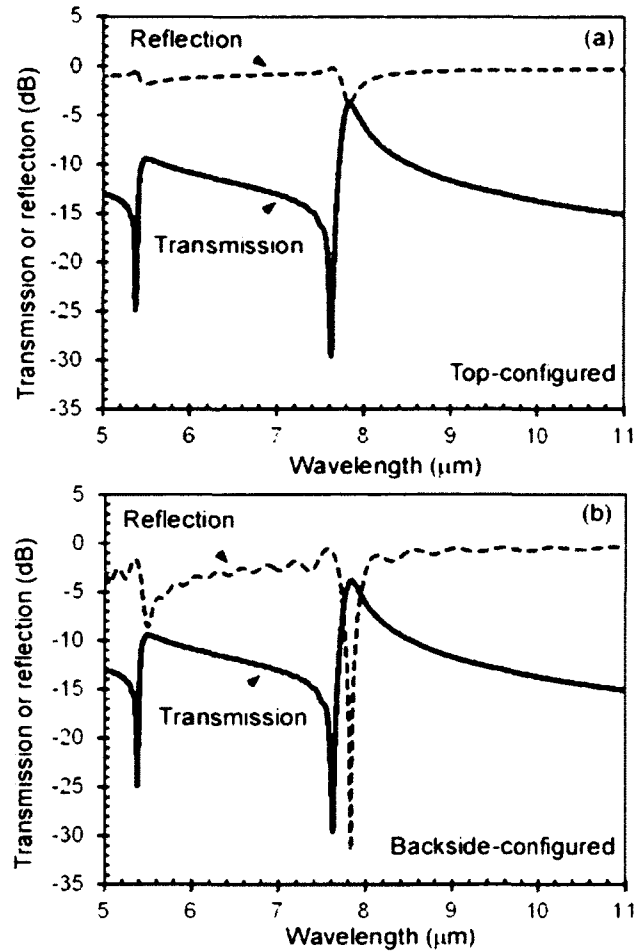 5
Reflection
(a)
0
-5
-10
-15
Transmission
-20
-25
-30
Top-configured
-35
5 6 7 8 9 10 11
Transmission or reflection (dB)
Wavelength (μm)
5
Reflection
(b)
0
-5
-10
-15
Transmission
-20
-25
-30
Backside-configured
-35
5 6 7 8 9 10 11
Transmission or reflection (dB)
Wavelength (μm)